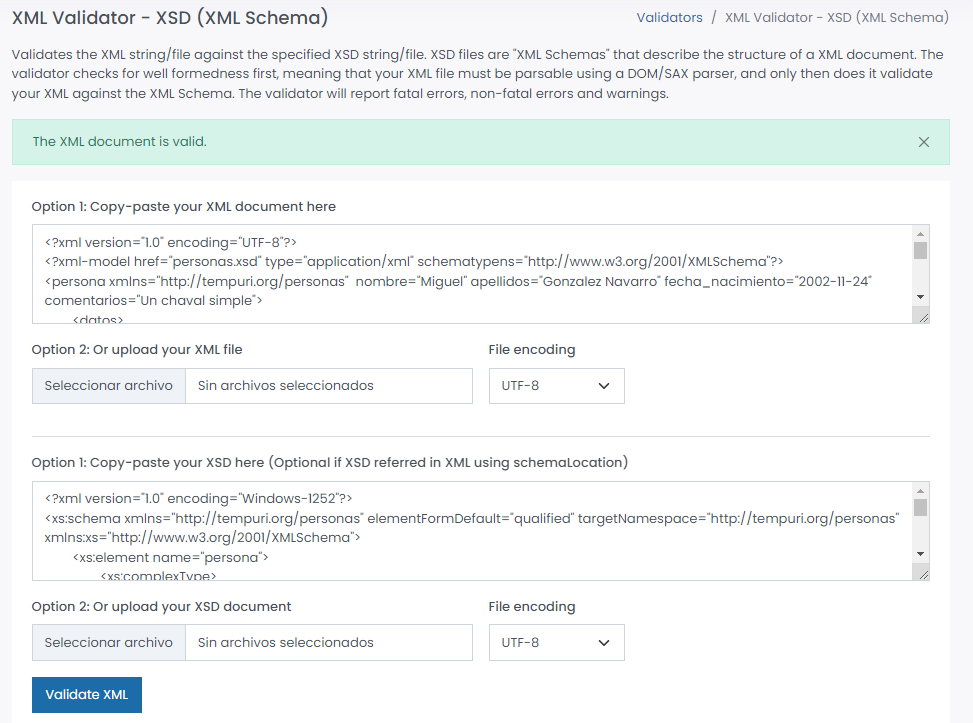 XML Validator - XSD (XML Schema)
Validators / XML Validator - XSD (XML Schema)
Validates the XML string/file against the specified XSD string/file. XSD files are "XML Schemas" that describe the structure of a XML document. The
validator checks for well formedness first, meaning that your XML file must be parsable using a DOM/SAX parser, and only then does it validate
your XML against the XML Schema. The validator will report fatal errors, non-fatal errors and warnings.
The XML document is valid.
Option 1: Copy-paste your XML document here
<?xml version="1.0" encoding="UTF-8"?>
<?xml-model href="personas.xsd" type="application/xml" schematypens="http://www.w3.org/2001/XMLSchema"?>
<persona xmlns="http://tempuri.org/personas"  nombre="Miguel" apellidos="Gonzalez Navarro" fecha_nacimiento="2002-11-24"
comentarios="Un chaval simple">
<datos>
Option 2: Or upload your XML file
File encoding
Seleccionar archivo
Sin archivos seleccionados
UTF-8
Option 1: Copy-paste your XSD here (Optional if XSD referred in XML using schemaLocation)
<?xml version="1.0" encoding="Windows-1252"?>
<xs:schema xmlns="http://tempuri.org/personas" elementFormDefault="qualified" targetNamespace="http://tempuri.org/personas"
xmlns:xs="http://www.w3.org/2001/XMLSchema">
<xs:element name="persona">
<xs:complexType>
Option 2: Or upload your XSD document
File encoding
Seleccionar archivo
Sin archivos seleccionados
UTF-8
Validate XML